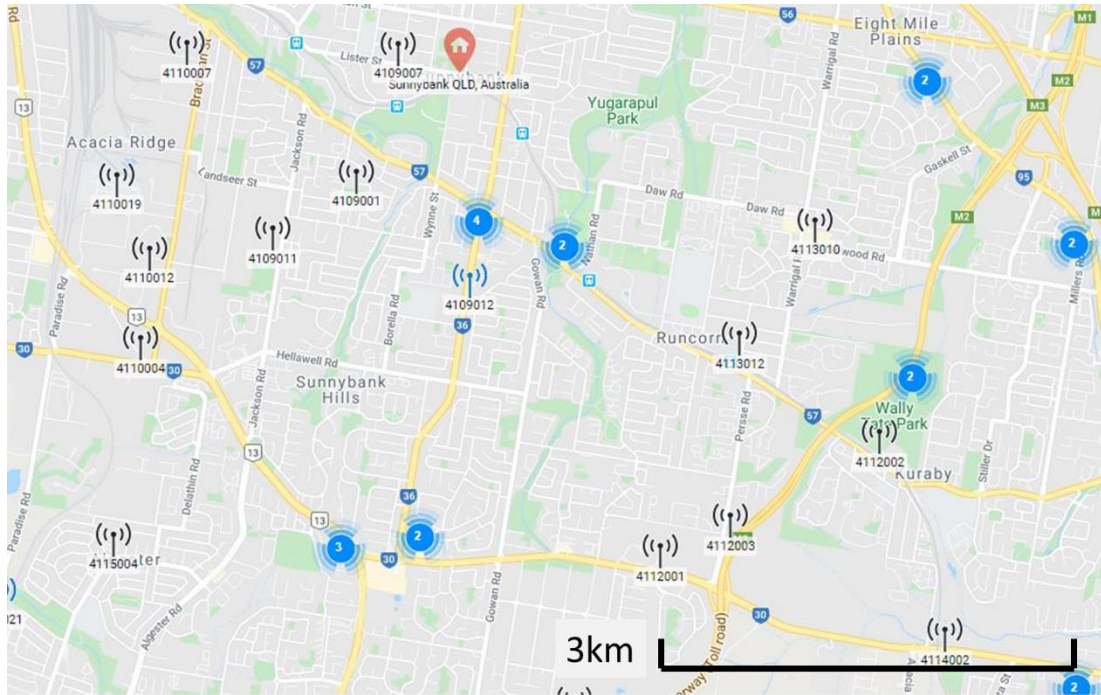 Rd
56
Eight Mile
Plains
M1
Lister St
4110007
4109007
57
Sunnybank QLD, Australia
Warrigal Rd
2
M2
13
M3
Yugarapul
Park
Acacia Ridge
Jackson Rd
Gaskell St
57
Landseer St
95
4110019
4109001
Wynne St
Daw Rd
Daw Rd
M2
4
2
Nathan Rd
2
4109011
4113010
4110012
Gowan Rd
Millers Rd
4109012
Paradise Rd
Borella Rd
13
36
Runcorn
30
4113012
4110004
30
Hellawell Rd
Sunnybank
Hills
2
Jackson Rd
Persse Rd
57
Wally
Tate Park
13
4112002
Kuraby
Stiller Dr
Delathin Rd
Paradise Rd
36
13
4112003
2
3
30
4115004
4112001
Gowan Rd
30
Algester Rd
3km
4114002
2